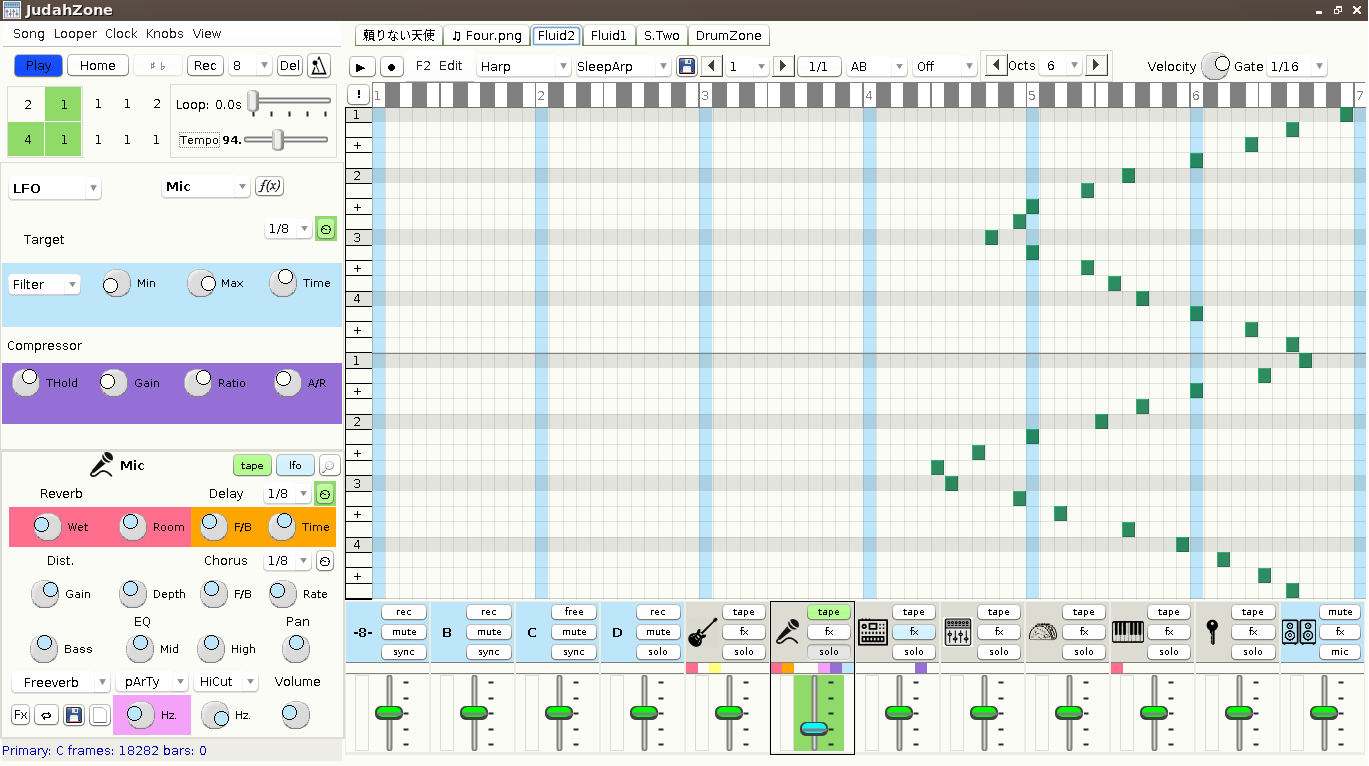 JudahZone
Song Looper Clock Knobs View
頼りない天使 ♫ Four.png Fluid2 Fluid1 S.Two DrumZone
Play Home ♯♭ Rec 8 Del
F2 Edit Harp SleepArp 1 1/1 AB Off Octs 6 Velocity Gate 1/16
2 1 1 1 2 Loop: 0.0s
4 1 1 1 1 Tempo 94.
! 1 2 3 4 5 6 7
1
+
2
+
3
+
4
+
1
+
2
+
3
+
4
+
LFO Mic f(x)
1/8
Target
Filter Min Max Time
Compressor
THold Gain Ratio A/R
Mic tape lfo
Reverb Delay 1/8
Wet Room F/B Time
Dist. Chorus 1/8
Gain Depth F/B Rate
EQ Pan
Bass Mid High
Freeverb pArTy HiCut Volume
Fx Hz. Hz.
rec rec free rec tape tape tape tape tape tape tape mute
-8- mute B mute C mute D mute fx fx fx fx fx fx fx fx
sync sync sync solo solo solo solo solo solo solo solo mic
Primary: C frames: 18282 bars: 0